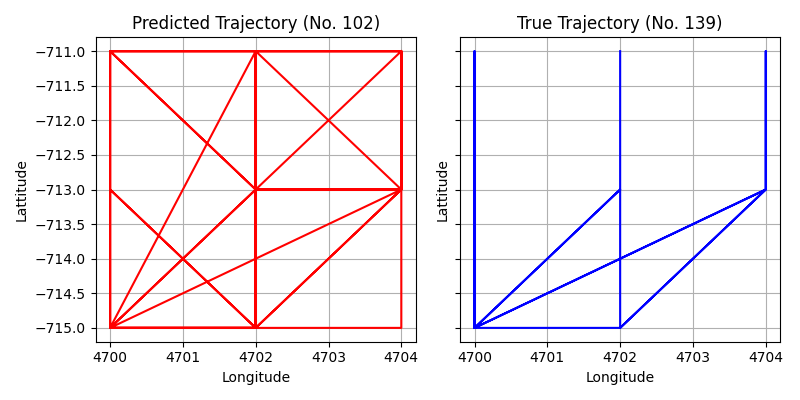 Predicted Trajectory (No. 102)
True Trajectory (No. 139)
−711.0
−711.5
−712.0
−712.5
−713.0
−713.5
−714.0
−714.5
−715.0
Lattitude
Lattitude
4700 4701 4702 4703 4704
4700 4701 4702 4703 4704
Longitude
Longitude